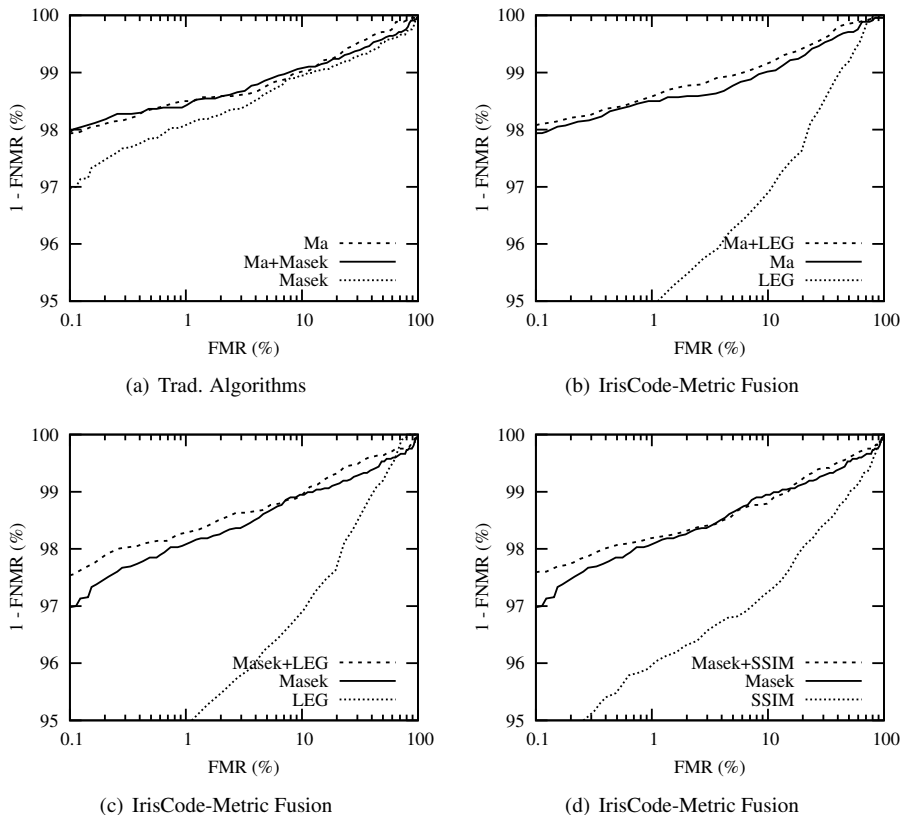 100
99
98
97
96
95
1 - FNMR (%)
Ma
Ma+Masek
Masek
0.1 1 10 100
FMR (%)
(a) Trad. Algorithms
100
99
98
97
96
95
1 - FNMR (%)
Ma+LEG
Ma
LEG
0.1 1 10 100
FMR (%)
(b) IrisCode-Metric Fusion
100
99
98
97
96
95
1 - FNMR (%)
Masek+LEG
Masek
LEG
0.1 1 10 100
FMR (%)
(c) IrisCode-Metric Fusion
100
99
98
97
96
95
1 - FNMR (%)
Masek+SSIM
Masek
SSIM
0.1 1 10 100
FMR (%)
(d) IrisCode-Metric Fusion